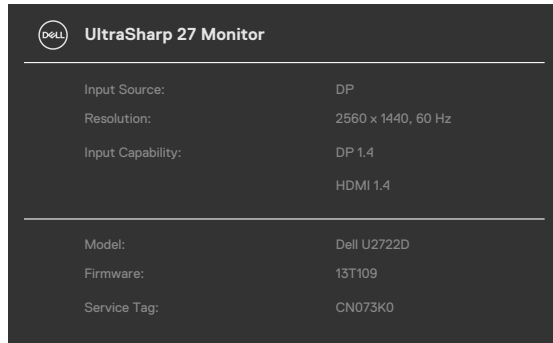 DELL UltraSharp 27 Monitor
Input Source: DP
Resolution: 2560 x 1440, 60 Hz
Input Capability: DP 1.4
HDMI 1.4
Model: Dell U2722D
Firmware: 13T109
Service Tag: CN073K0